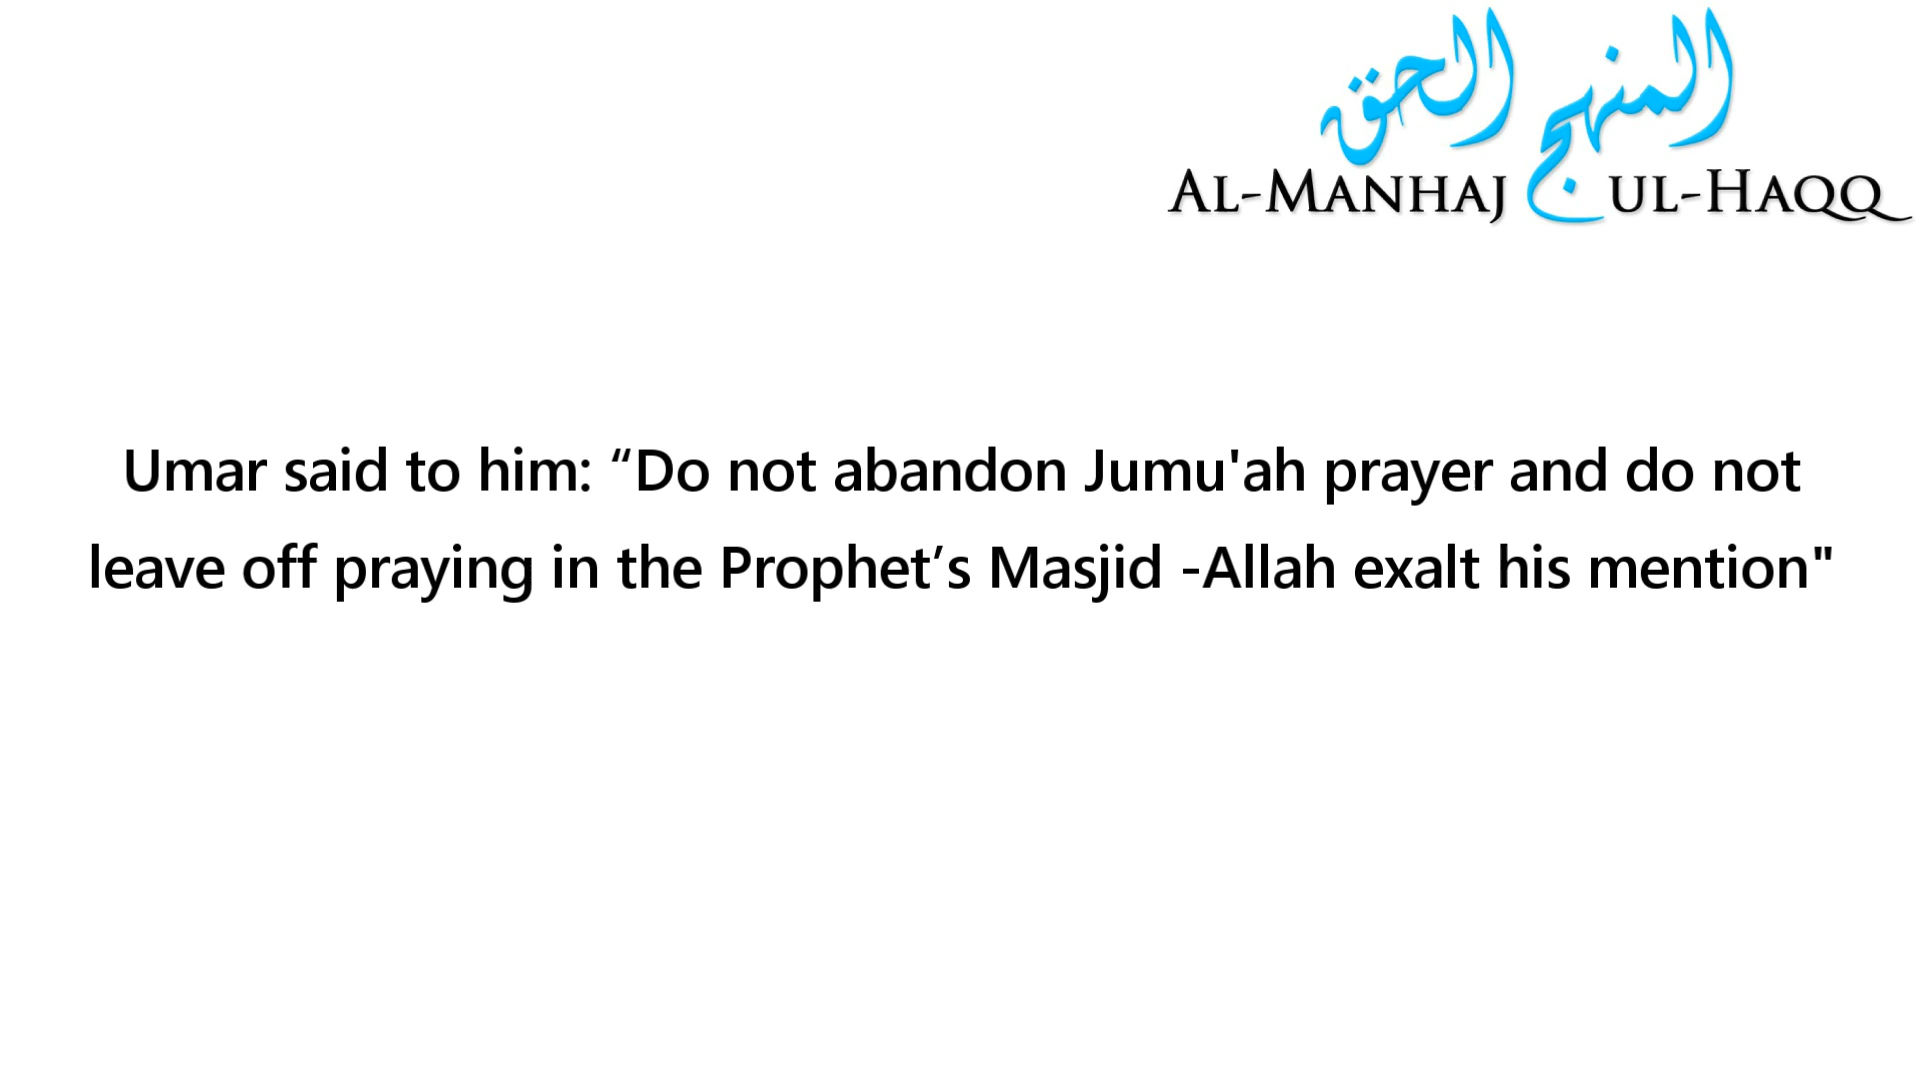 المنهج الحق
AL-MANHAJ UL-HAQQ
Umar said to him: “Do not abandon Jumu'ah prayer and do not
leave off praying in the Prophet’s Masjid -Allah exalt his mention"